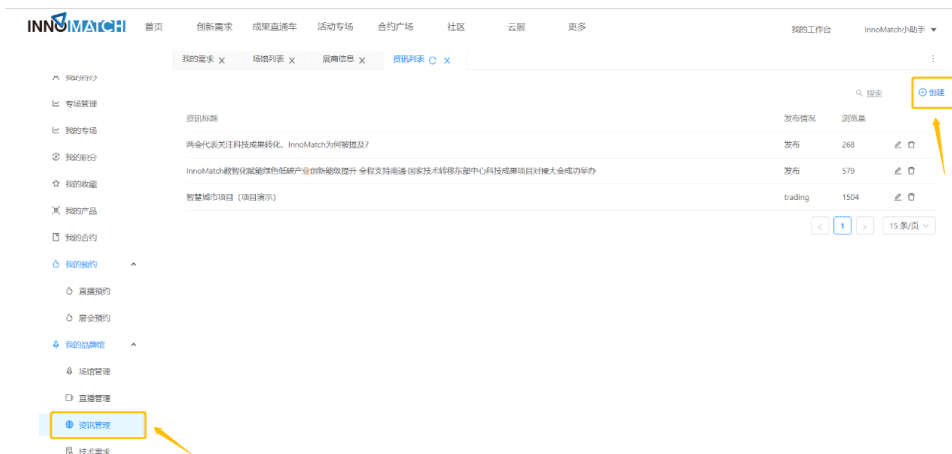 INNOMATCH 首页 创新需求 成果直通车 活动专场 合约广场 社区 云展 更多 我的工作台 InnoMatch小助手
我的需求 X 场馆列表 X 展商信息 X 资讯列表 X
我的待办
专场管理
我的专场
我的积分
我的收藏
我的产品
我的合约
我的预约
直播预约
展会预约
我的品牌馆
场馆管理
直播管理
资讯管理
技术需求
搜索 创建
资讯标题 发布情况 浏览量
两会代表关注科技成果转化，InnoMatch为何被提及? 发布 268
InnoMatch数智化赋能绿色低碳产业创新能级提升 全程支持南通·国家技术转移东部中心科技成果项目对接大会成功举办 发布 579
智慧城市项目（项目演示） trading 1504
< 1 > 15 条/页